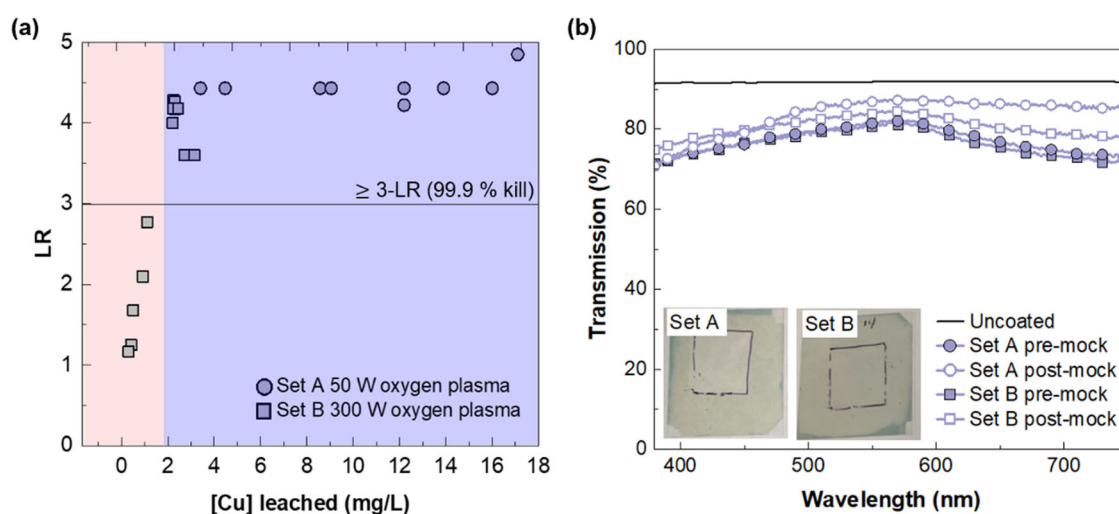 (a)
5
4
3
2
1
0
LR
≥ 3-LR (99.9 % kill)
Set A 50 W oxygen plasma
Set B 300 W oxygen plasma
0 2 4 6 8 10 12 14 16 18
[Cu] leached (mg/L)
(b)
100
80
60
40
20
0
Transmission (%)
Set A
Set B
Uncoated
Set A pre-mock
Set A post-mock
Set B pre-mock
Set B post-mock
400 500 600 700
Wavelength (nm)